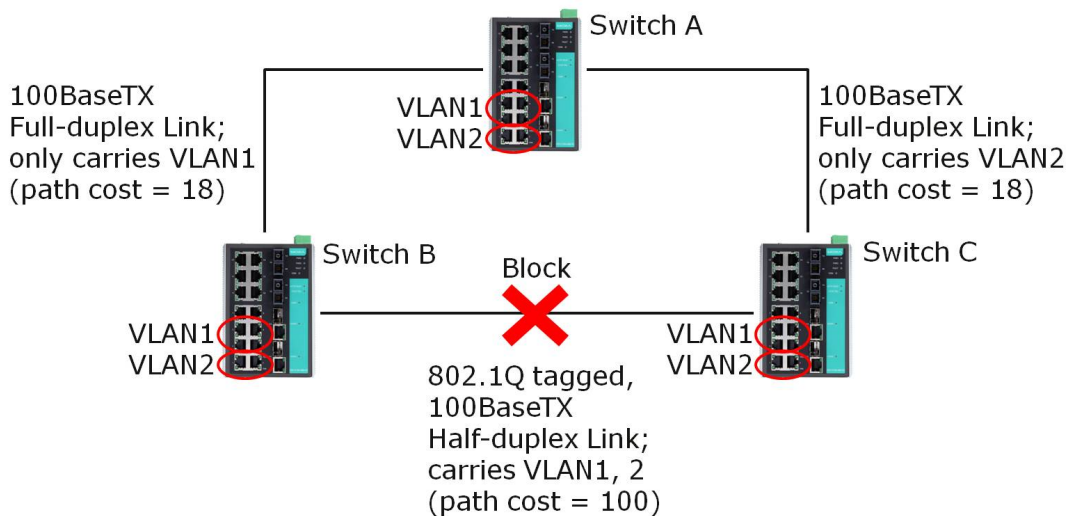 Switch A
100BaseTX
Full-duplex Link;
only carries VLAN1
(path cost = 18)
VLAN1
VLAN2
100BaseTX
Full-duplex Link;
only carries VLAN2
(path cost = 18)
Switch B
Block
Switch C
VLAN1
VLAN2
VLAN1
VLAN2
802.1Q tagged,
100BaseTX
Half-duplex Link;
carries VLAN1, 2
(path cost = 100)